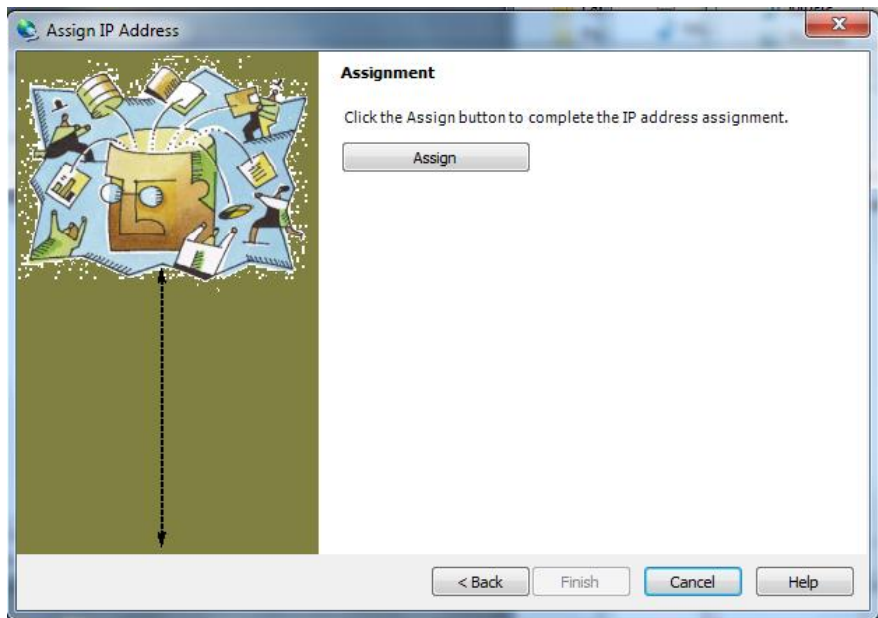 Assign IP Address
Assignment
Click the Assign button to complete the IP address assignment.
Assign
< Back
Finish
Cancel
Help